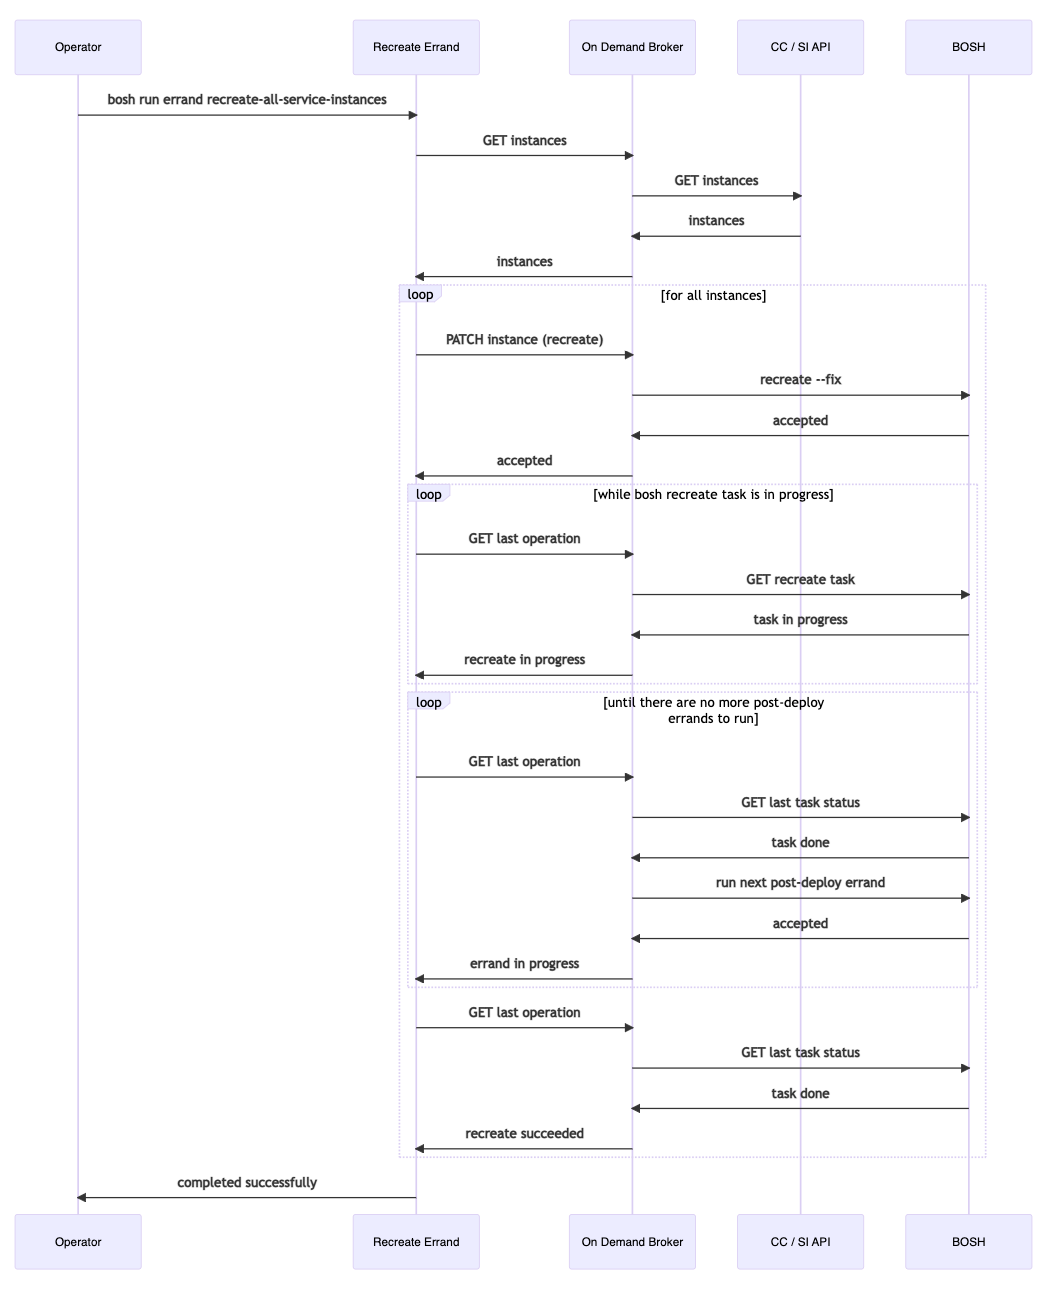 Operator
Recreate Errand
On Demand Broker
CC / SI API
BOSH
bosh run errand recreate-all-service-instances
GET instances
GET instances
instances
instances
loop
[for all instances]
PATCH instance (recreate)
recreate --fix
accepted
accepted
loop
[while bosh recreate task is in progress]
GET last operation
GET recreate task
task in progress
recreate in progress
loop
[until there are no more post-deploy
errands to run]
GET last operation
GET last task status
task done
run next post-deploy errand
accepted
errand in progress
GET last operation
GET last task status
task done
recreate succeeded
completed successfully
Operator
Recreate Errand
On Demand Broker
CC / SI API
BOSH